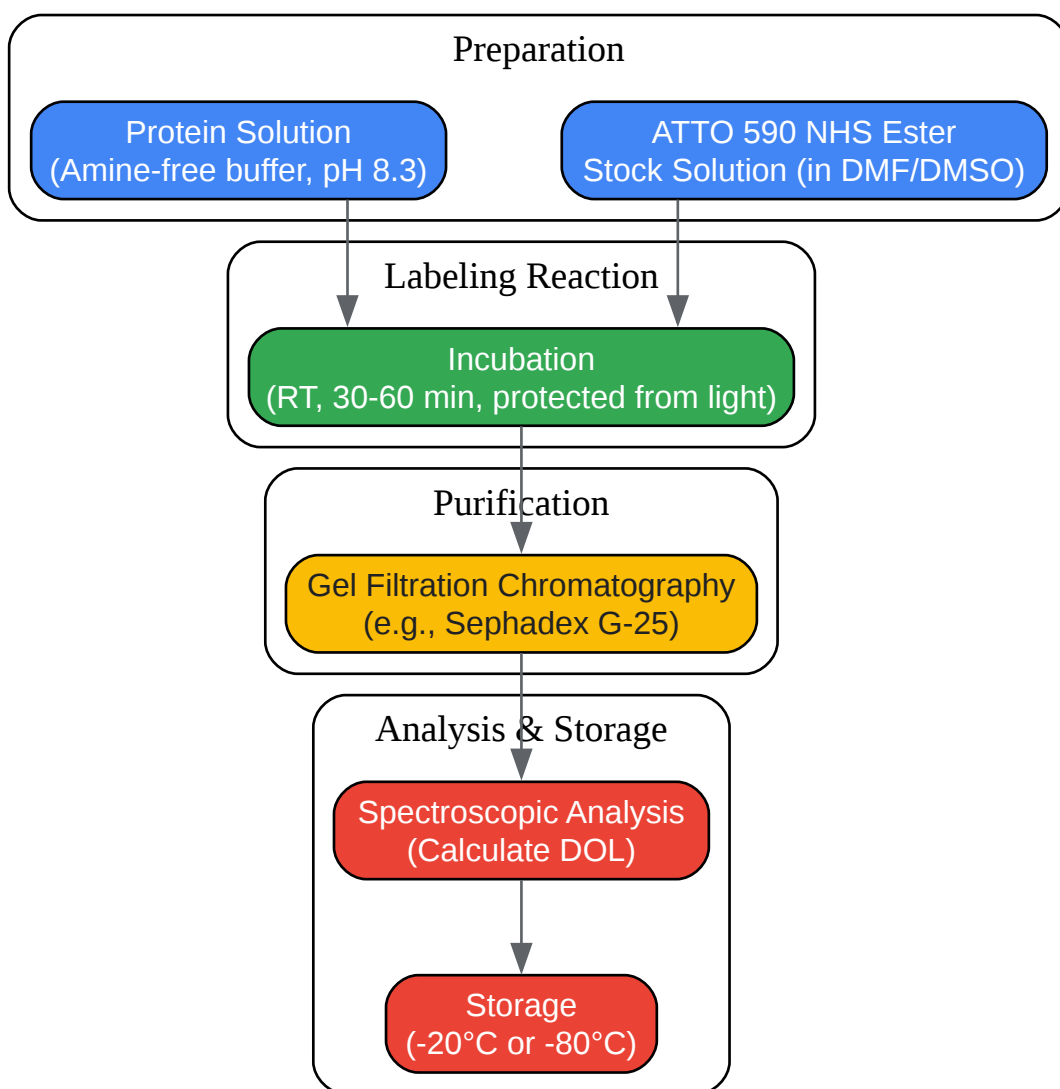 Preparation
Protein Solution
(Amine-free buffer, pH 8.3)
ATTO 590 NHS Ester
Stock Solution (in DMF/DMSO)
Labeling Reaction
Incubation
(RT, 30-60 min, protected from light)
Purification
Gel Filtration Chromatography
(e.g., Sephadex G-25)
Analysis & Storage
Spectroscopic Analysis
(Calculate DOL)
Storage
(-20°C or -80°C)